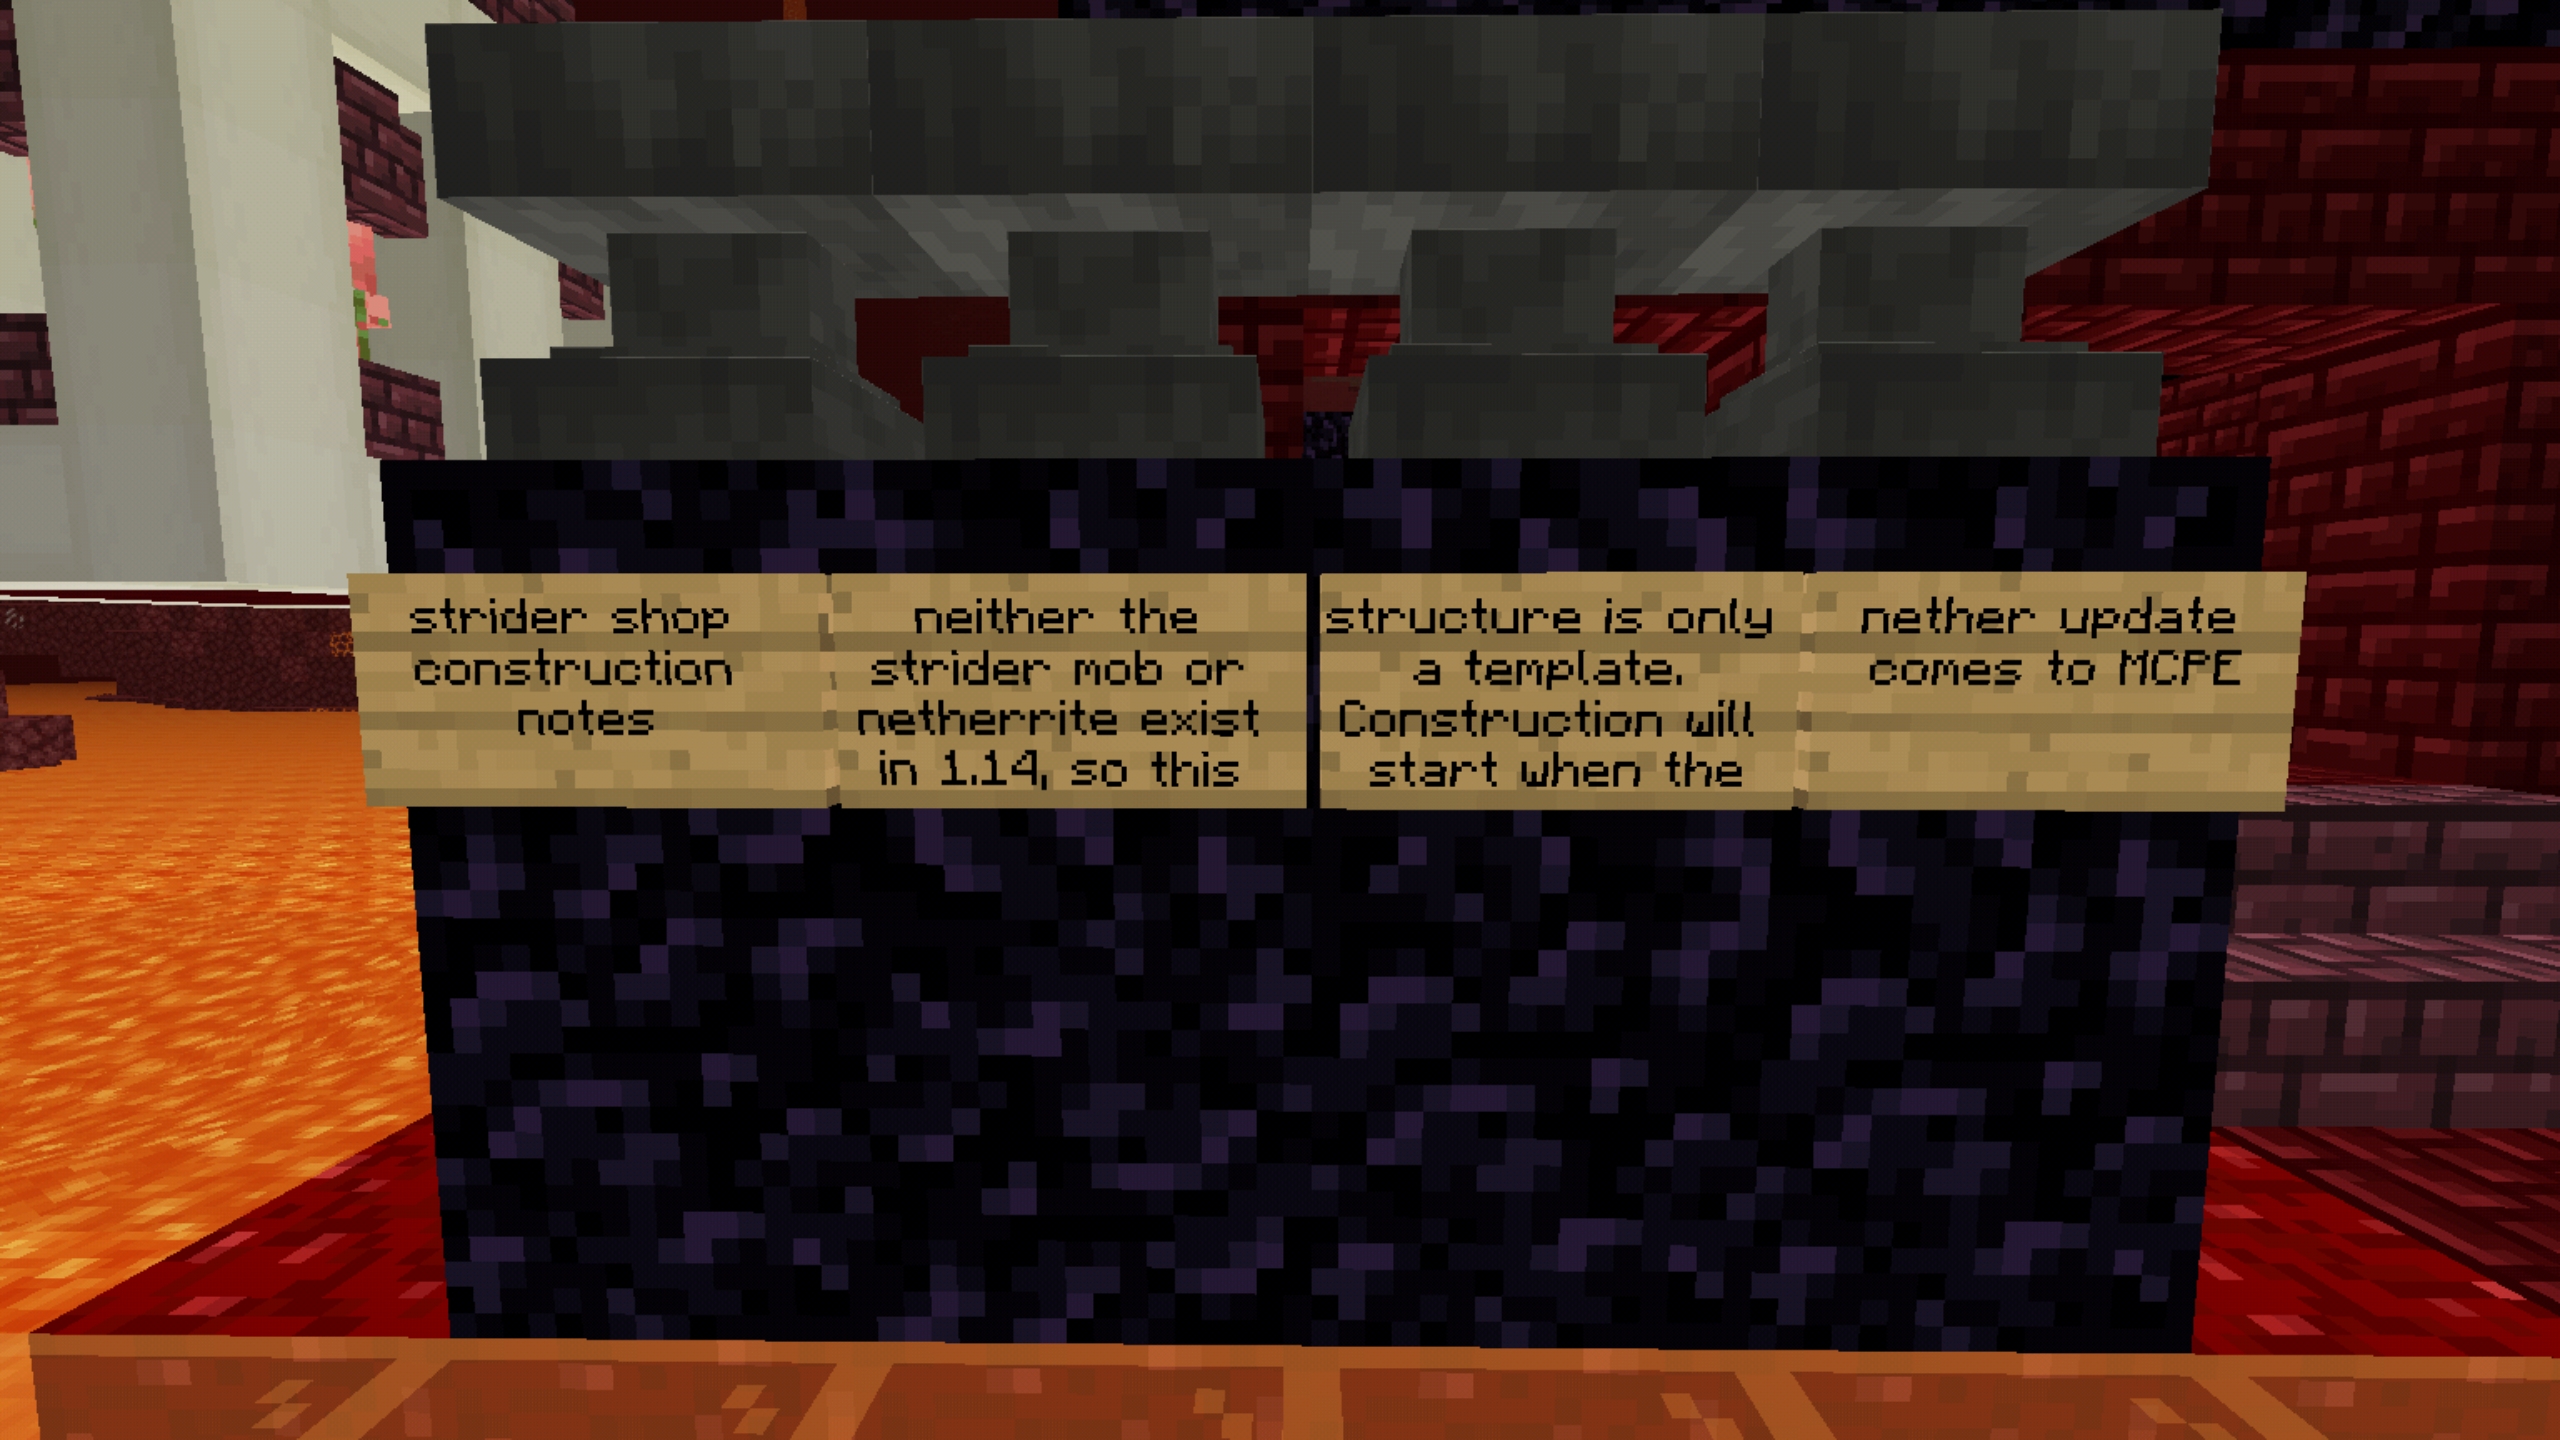 strider shop
construction
notes
neither the
strider mob or
netherrite exist
in 1.14, so this
structure is only
a template.
Construction will
start when the
nether update
comes to MCPE